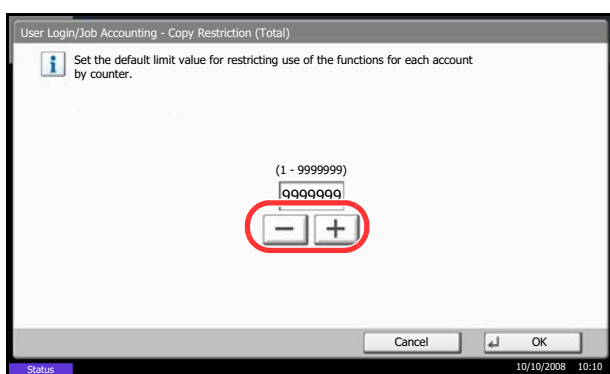 User Login/Job Accounting - Copy Restriction (Total)
Set the default limit value for restricting use of the functions for each account
by counter.
(1 - 9999999)
9999999
Cancel
OK
Status
10/10/2008 10:10